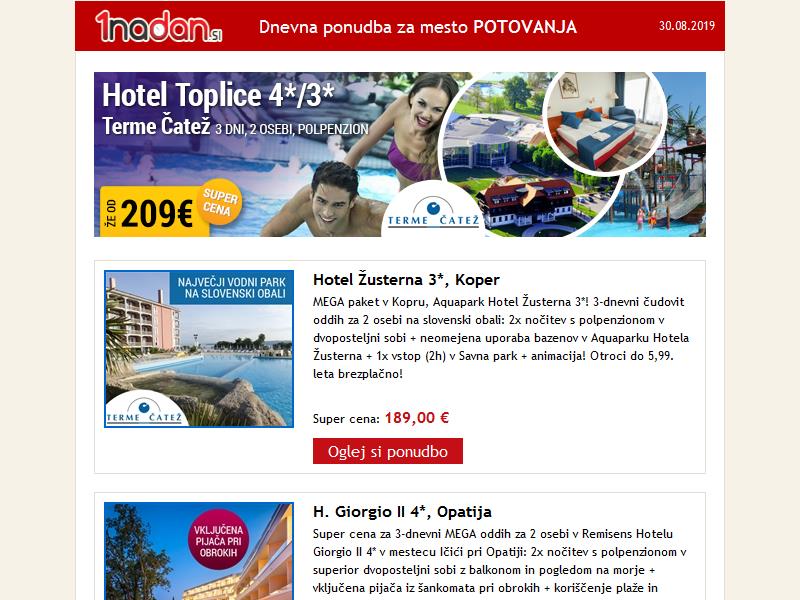 1nadan.si
Dnevna ponudba za mesto POTOVANJA
30.08.2019
Hotel Toplice 4*/3*
Terme Čatež 3 DNI, 2 OSEBI, POLPENZION
ŽE OD 209€
SUPER
CENA
TERME ČATEŽ
NAJVEČJI VODNI PARK
NA SLOVENSKI OBALI
TERME ČATEŽ
Hotel Žusterna 3*, Koper
MEGA paket v Kopru, Aquapark Hotel Žusterna 3*! 3-dnevni čudovit
oddih za 2 osebi na slovenski obali: 2x nočitev s polpenzionom v
dvoposteljni sobi + neomejena uporaba bazenov v Aquaparku Hotela
Žusterna + 1x vstop (2h) v Savna park + animacija! Otroci do 5,99.
leta brezplačno!
Super cena: 189,00 €
Oglej si ponudbo
VKLJUČENA
PIJAČA PRI
OBROKIH
H. Giorgio II 4*, Opatija
Super cena za 3-dnevni MEGA oddih za 2 osebi v Remisens Hotelu
Giorgio II 4* v mestecu Ičići pri Opatiji: 2x nočitev s polpenzionom v
superior dvoposteljni sobi z balkonom in pogledom na morje +
vključena pijača iz šankomata pri obrokih + koriščenje plaže in